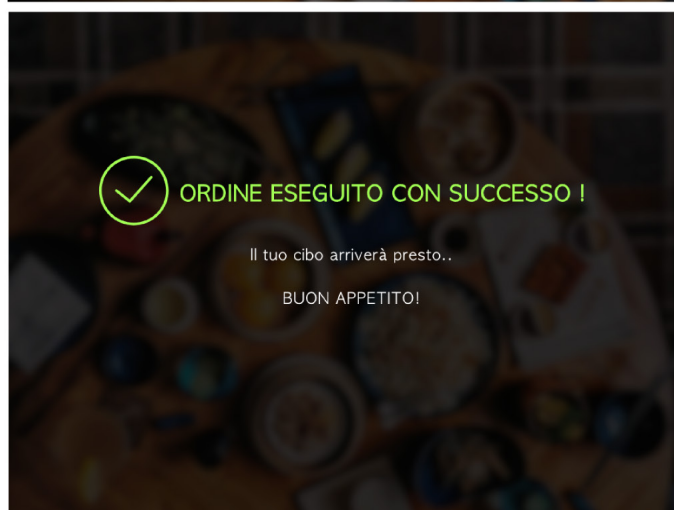 ORDINE ESEGUITO CON SUCCESSO !
Il tuo cibo arriverà presto..
BUON APPETITO!